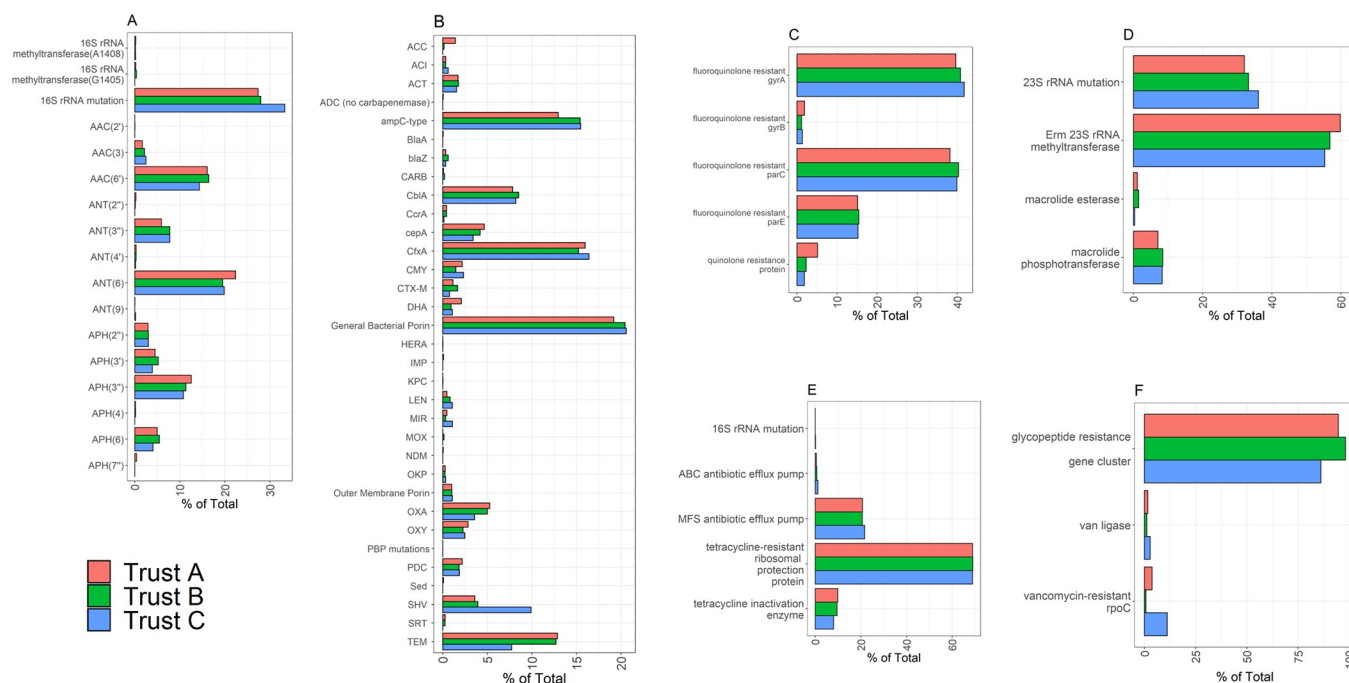 A
16S rRNA
methyltransferase(A1408)
16S rRNA
methyltransferase(G1405)
16S rRNA mutation
AAC(2')
AAC(3)
AAC(6')
ANT(2'')
ANT(3'')
ANT(4')
ANT(6)
ANT(9)
APH(2'')
APH(3')
APH(3'')
APH(4)
APH(6)
APH(7'')
0
10
20
30
% of Total
Trust A
Trust B
Trust C
B
ACC
ACI
ACT
ADC (no carbapenemase)
ampC-type
BlaA
blaZ
CARB
CblA
CcrA
cepA
CfxA
CMY
CTX-M
DHA
General Bacterial Porin
HERA
IMP
KPC
LEN
MIR
MOX
NDM
OKP
Outer Membrane Porin
OXA
OXY
PBP mutations
PDC
Sed
SHV
SRT
TEM
0
5
10
15
20
% of Total
C
fluoroquinolone resistant
gyrA
fluoroquinolone resistant
gyrB
fluoroquinolone resistant
parC
fluoroquinolone resistant
parE
quinolone resistance
protein
0
10
20
30
40
% of Total
D
23S rRNA mutation
Erm 23S rRNA
methyltransferase
macrolide esterase
macrolide
phosphotransferase
0
20
40
60
% of Total
E
16S rRNA mutation
ABC antibiotic efflux pump
MFS antibiotic efflux pump
tetracycline-resistant
ribosomal
protection
protein
tetracycline inactivation
enzyme
0
20
40
60
% of Total
F
glycopeptide resistance
gene cluster
van ligase
vancomycin-resistant
rpoC
0
25
50
75
100
% of Total